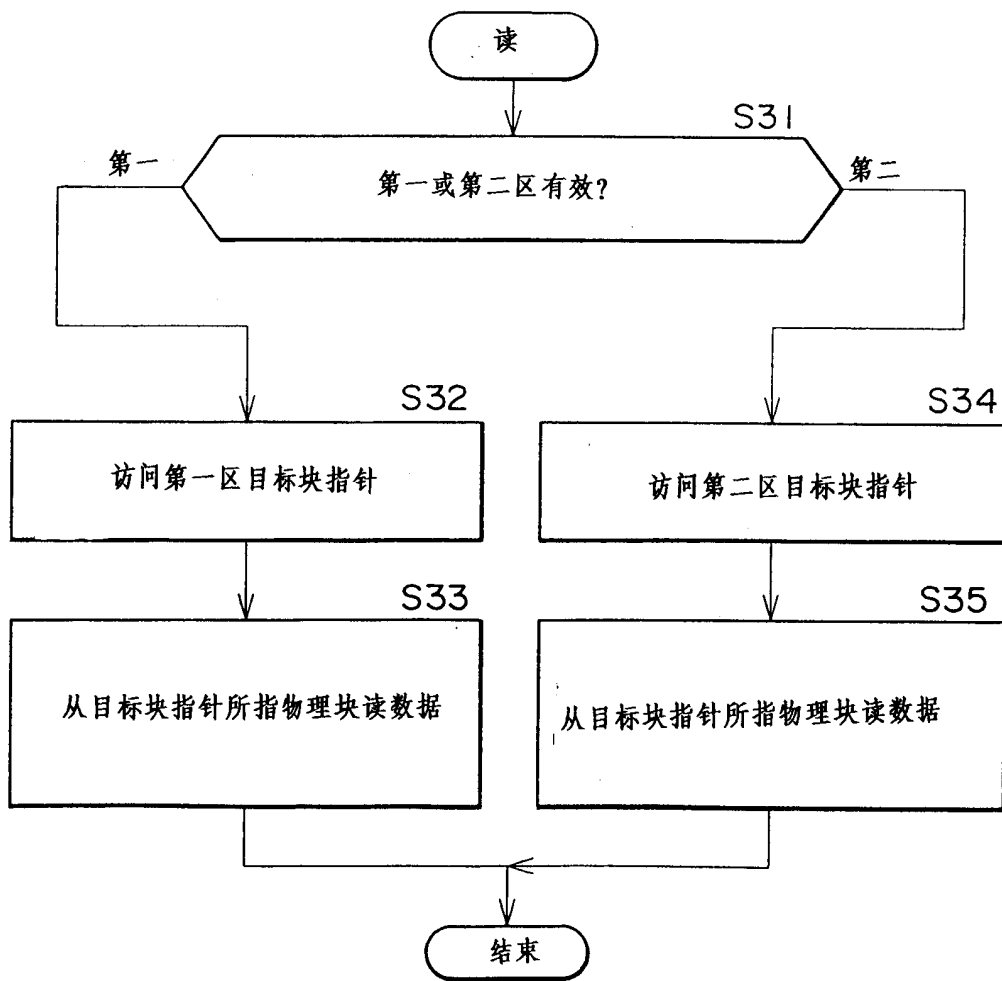 读
S31
第一
第一或第二区有效?
第二
S32
S34
访问第一区目标块指针
访问第二区目标块指针
S33
S35
从目标块指针所指物理块读数据
从目标块指针所指物理块读数据
结束